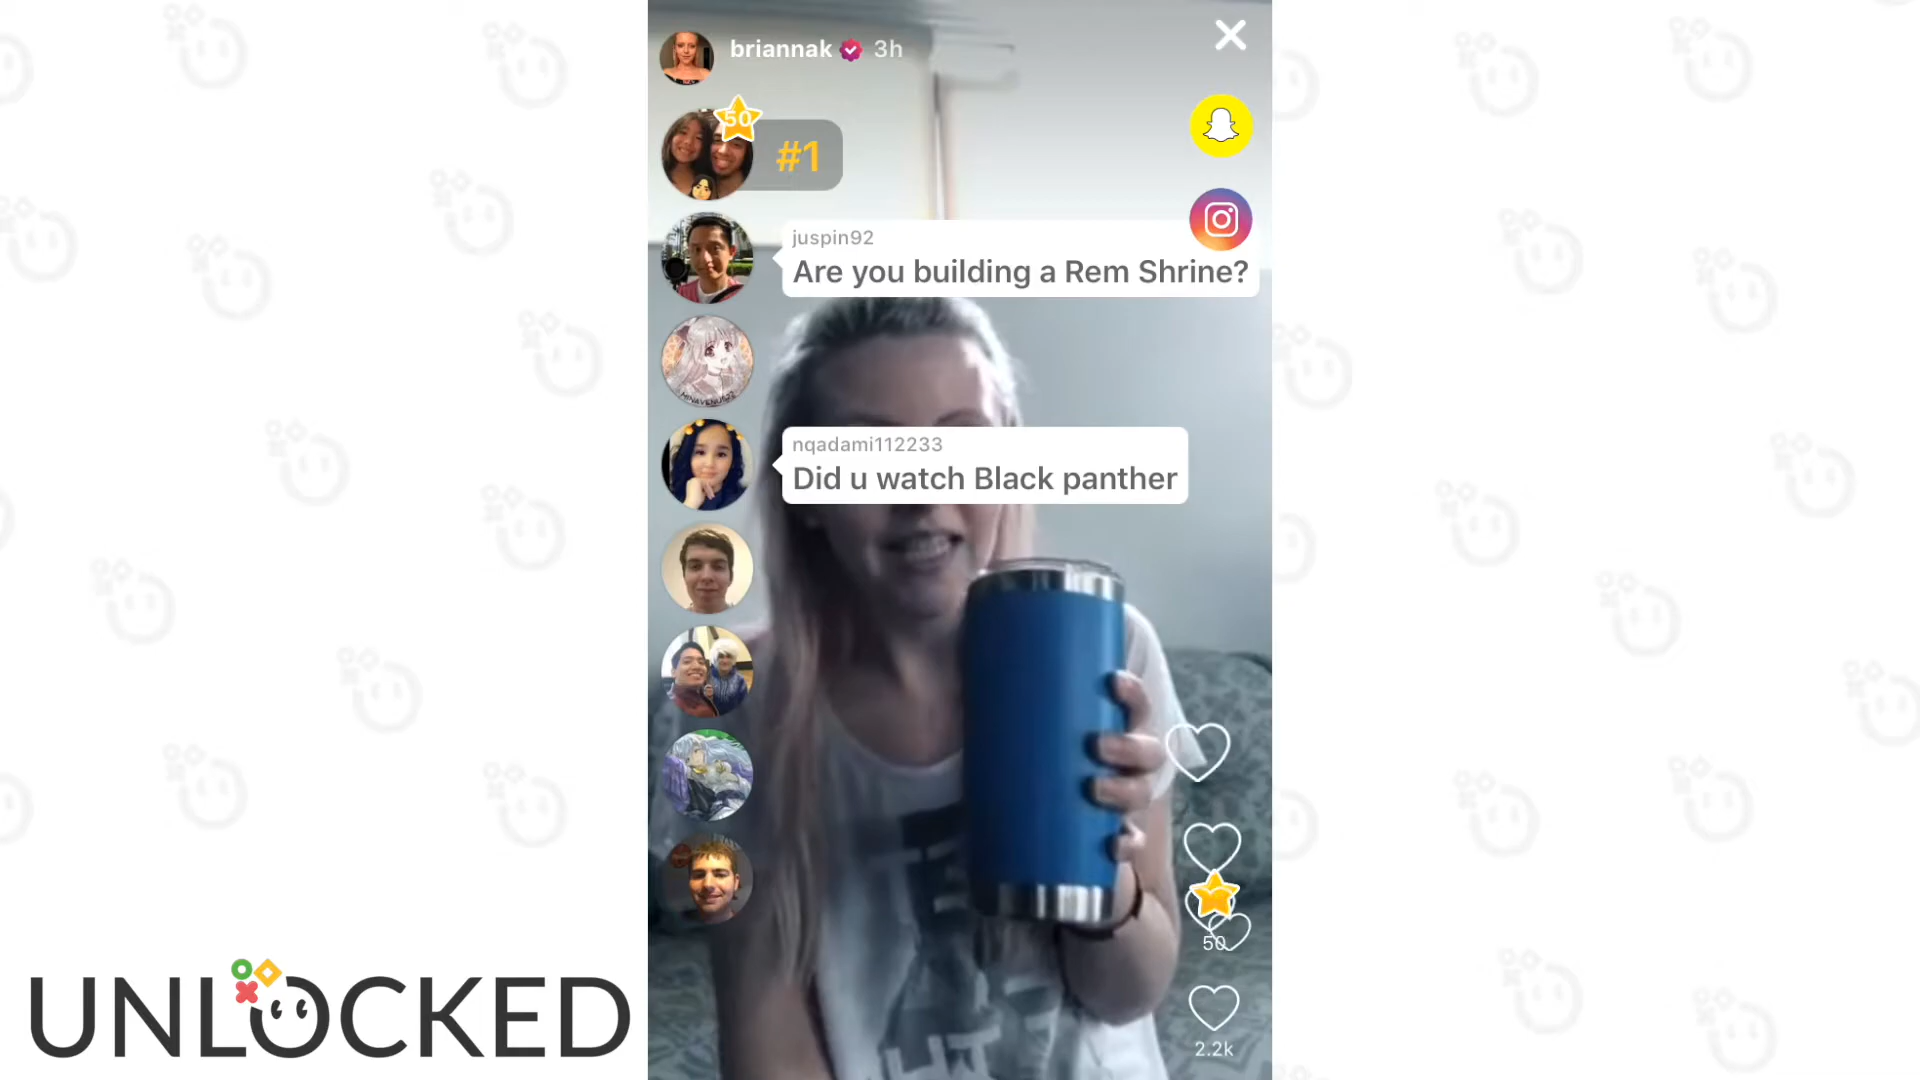 briannak 3h
50
#1
juspin92
Are you building a Rem Shrine?
MINAVENUS22
nqadami112233
Did u watch Black panther
50
2.2k
UNLOCKED